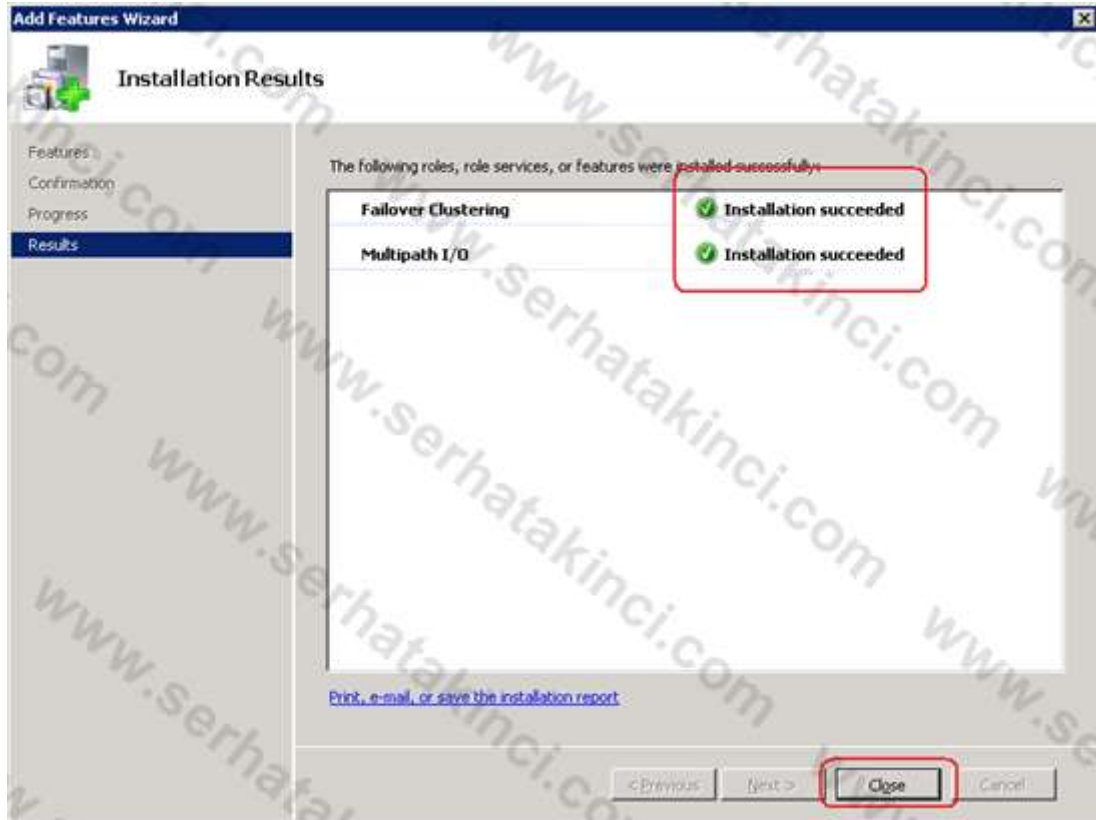 Add Features Wizard
Installation Results
Features
Confirmation
Progress
Results
The following roles, role services, or features were installed successfully:
Failover Clustering Installation succeeded
Multipath I/O Installation succeeded
Print, e-mail, or save the installation report
< Previous Next > Close Cancel
www.serhatakinci.com